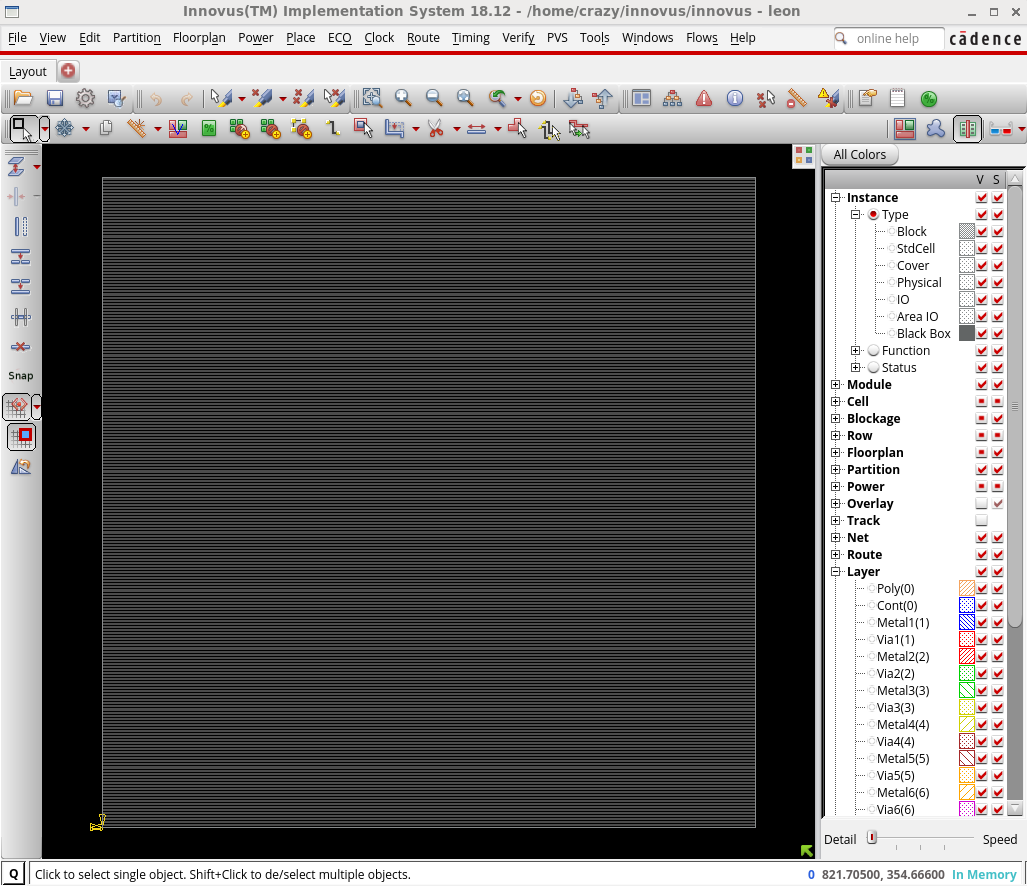 Innovus(TM) Implementation System 18.12 - /home/crazy/innovus/innovus - leon
File View Edit Partition Floorplan Power Place ECO Clock Route Timing Verify PVS Tools Windows Flows Help
online help
cādence
Layout
All Colors
V S
Instance
Type
Block
StdCell
Cover
Physical
IO
Area IO
Black Box
Function
Status
Module
Cell
Blockage
Row
Floorplan
Partition
Power
Overlay
Track
Net
Route
Layer
Poly(0)
Cont(0)
Metal1(1)
Via1(1)
Metal2(2)
Via2(2)
Metal3(3)
Via3(3)
Metal4(4)
Via4(4)
Metal5(5)
Via5(5)
Metal6(6)
Via6(6)
Snap
Detail Speed
Q Click to select single object. Shift+Click to de/select multiple objects. 0 821.70500, 354.66600 In Memory